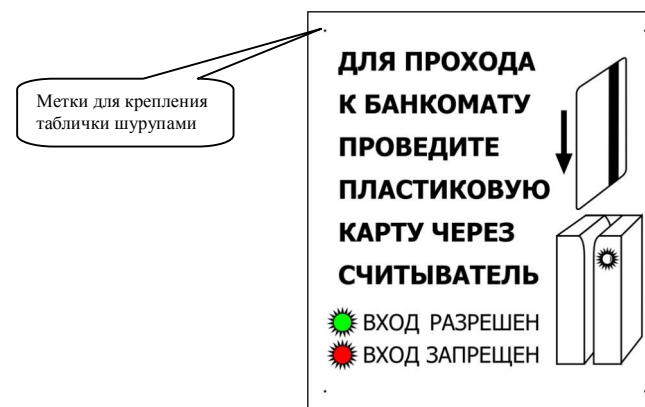 Метки для крепления
таблички шурупами
ДЛЯ ПРОХОДА
К БАНКОМАТУ
ПРОВЕДИТЕ
ПЛАСТИКОВУЮ
КАРТУ ЧЕРЕЗ
СЧИТЫВАТЕЛЬ
ВХОД РАЗРЕШЕН
ВХОД ЗАПРЕЩЕН